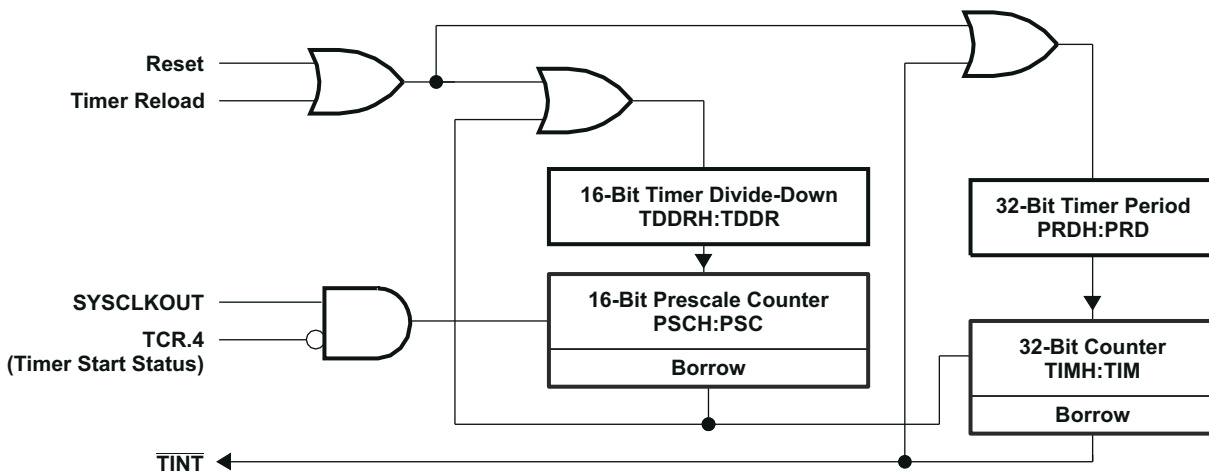 Reset
Timer Reload
16-Bit Timer Divide-Down
TDDRH:TDDR
32-Bit Timer Period
PRDH:PRD
SYSCLKOUT
TCR.4
(Timer Start Status)
16-Bit Prescale Counter
PSCH:PSC
Borrow
32-Bit Counter
TIMH:TIM
Borrow
TINT